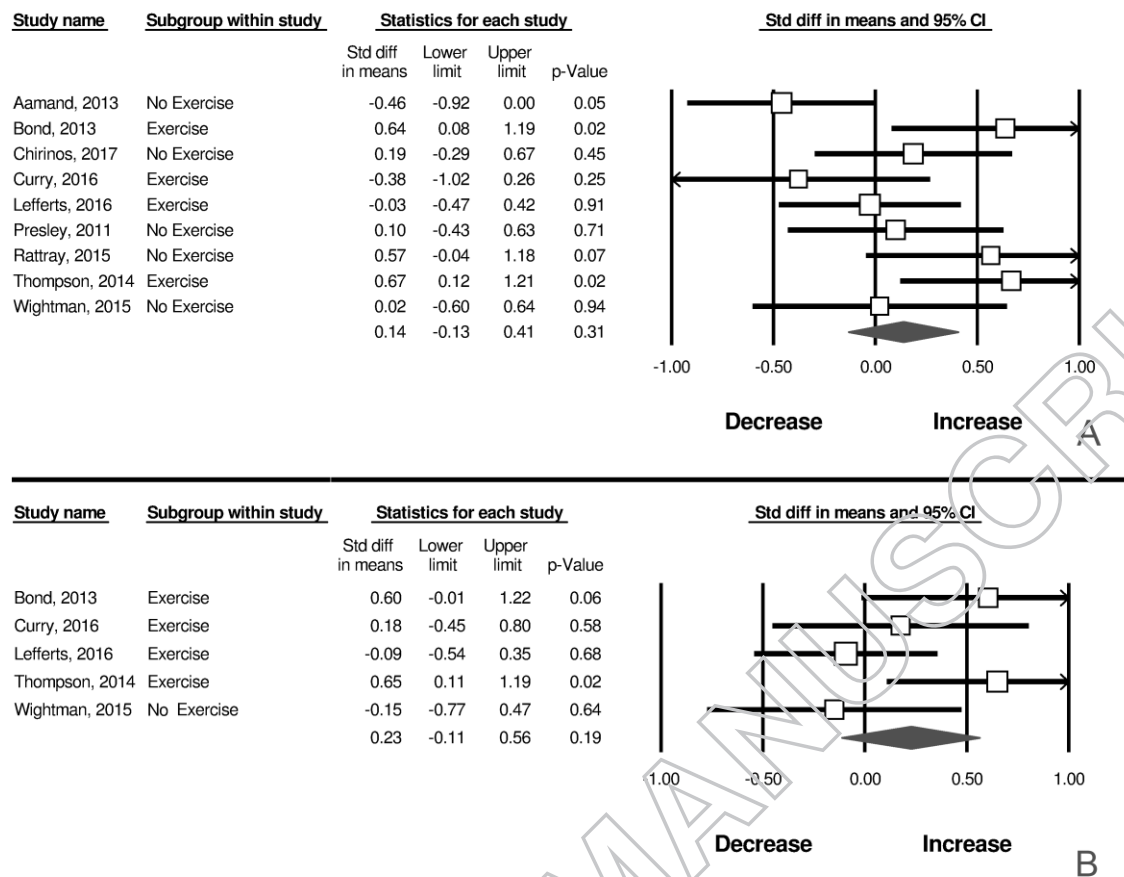 Study name Subgroup within study Statistics for each study Std diff in means and 95% CI
Std diff in means Lower limit Upper limit p-Value
Aamand, 2013 No Exercise -0.46 -0.92 0.00 0.05
Bond, 2013 Exercise 0.64 0.08 1.19 0.02
Chirinos, 2017 No Exercise 0.19 -0.29 0.67 0.45
Curry, 2016 Exercise -0.38 -1.02 0.26 0.25
Lefferts, 2016 Exercise -0.03 -0.47 0.42 0.91
Presley, 2011 No Exercise 0.10 -0.43 0.63 0.71
Rattray, 2015 No Exercise 0.57 -0.04 1.18 0.07
Thompson, 2014 Exercise 0.67 0.12 1.21 0.02
Wightman, 2015 No Exercise 0.02 -0.60 0.64 0.94
0.14 -0.13 0.41 0.31
-1.00 -0.50 0.00 0.50 1.00
Decrease Increase
A
Study name Subgroup within study Statistics for each study Std diff in means and 95% CI
Std diff in means Lower limit Upper limit p-Value
Bond, 2013 Exercise 0.60 -0.01 1.22 0.06
Curry, 2016 Exercise 0.18 -0.45 0.80 0.58
Lefferts, 2016 Exercise -0.09 -0.54 0.35 0.68
Thompson, 2014 Exercise 0.65 0.11 1.19 0.02
Wightman, 2015 No Exercise -0.15 -0.77 0.47 0.64
0.23 -0.11 0.56 0.19
-1.00 -0.50 0.00 0.50 1.00
Decrease Increase
B
MANUSCRI